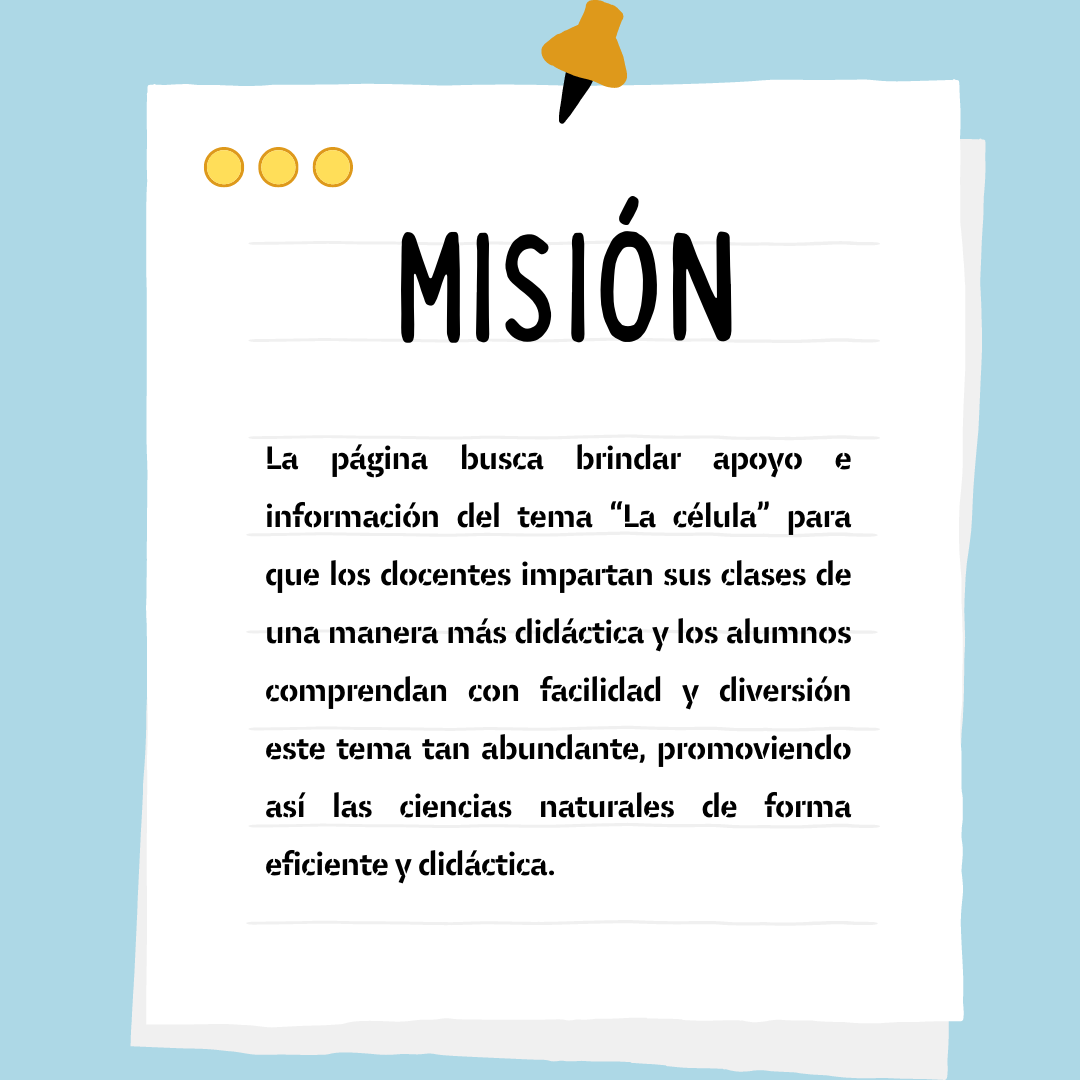 MISIÓN
La página busca brindar apoyo e
información del tema “La célula” para
que los docentes impartan sus clases de
una manera más didáctica y los alumnos
comprendan con facilidad y diversión
este tema tan abundante, promoviendo
así las ciencias naturales de forma
eficiente y didáctica.